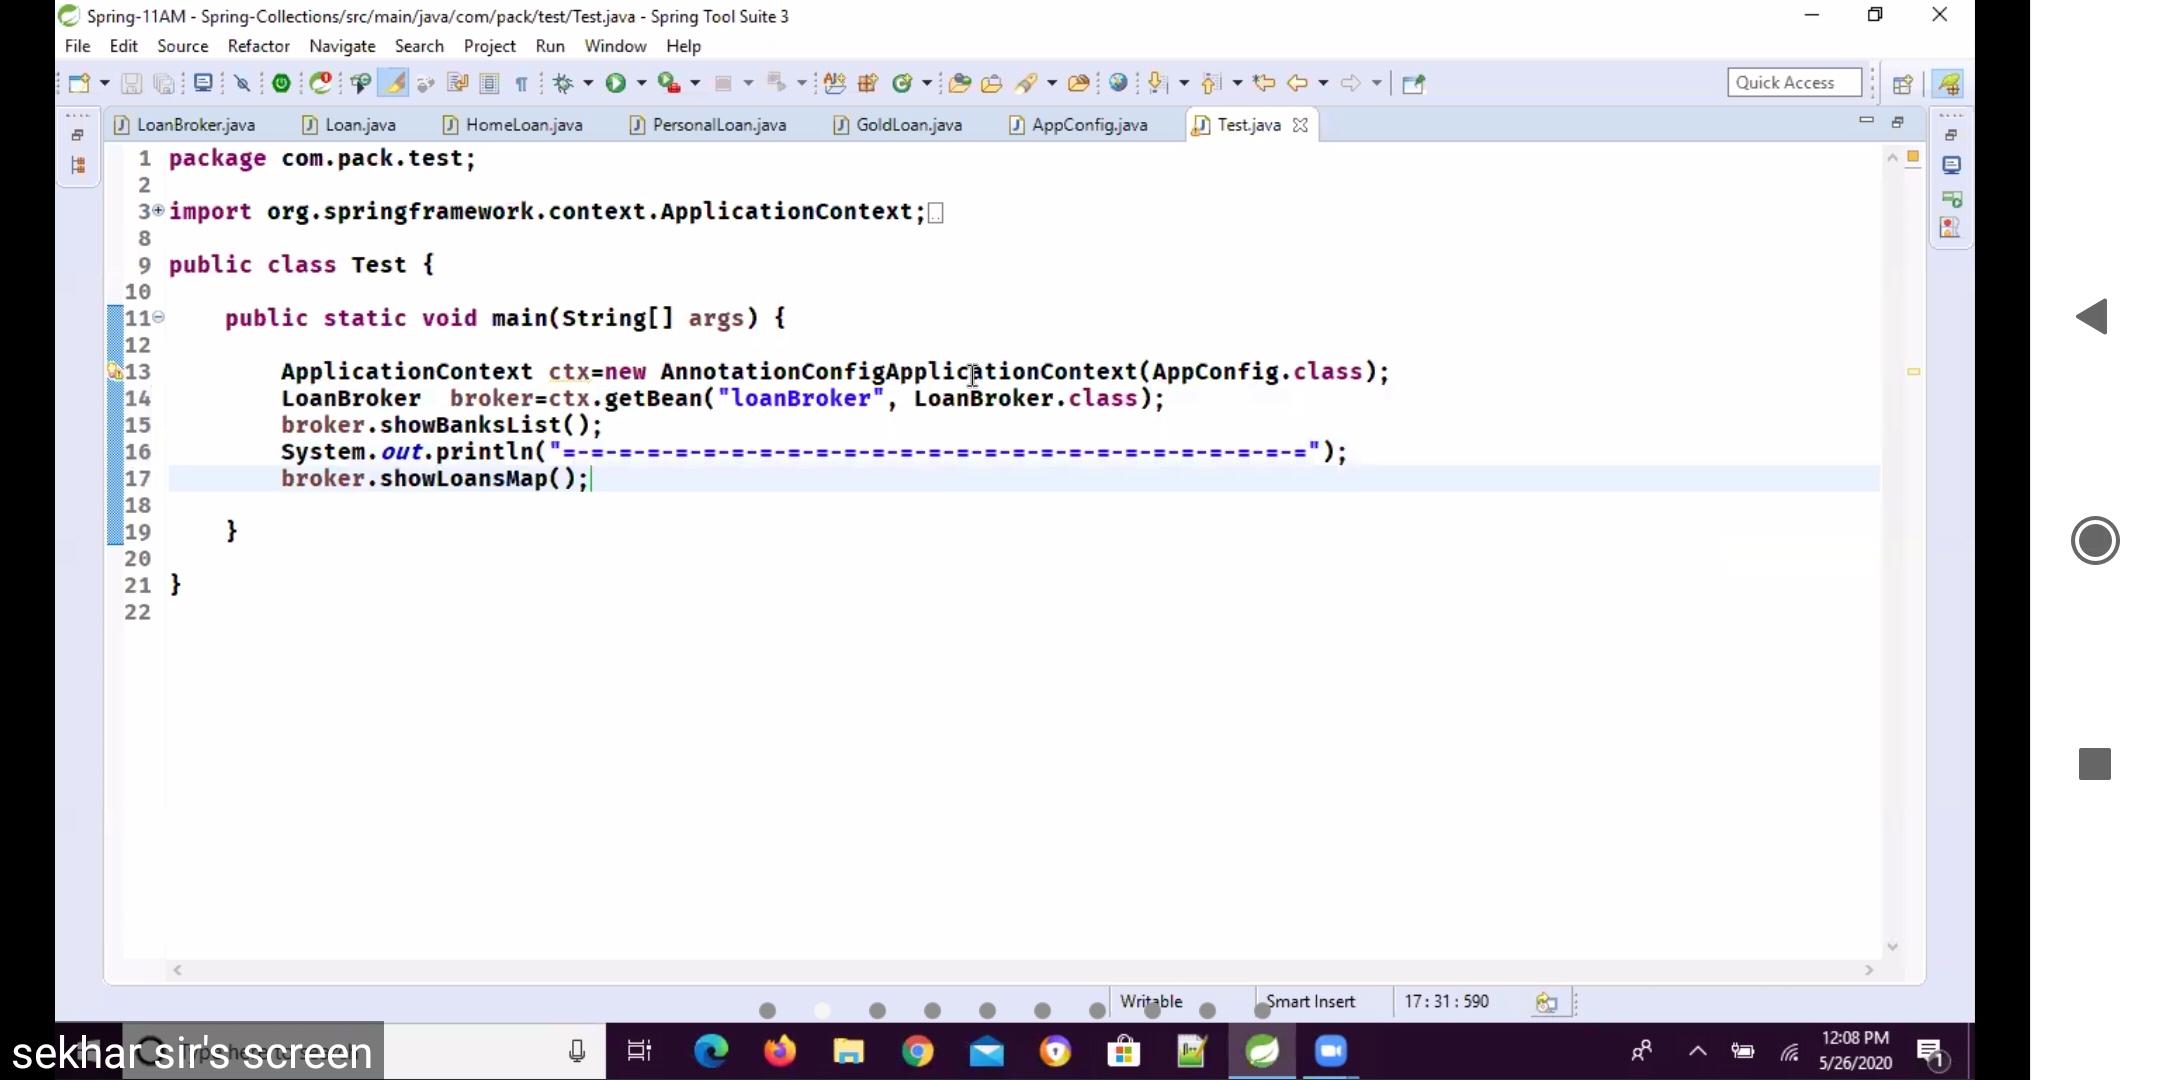 Spring-11AM - Spring-Collections/src/main/java/com/pack/test/Test.java - Spring Tool Suite 3
File Edit Source Refactor Navigate Search Project Run Window Help
Quick Access
LoanBroker.java Loan.java HomeLoan.java PersonalLoan.java GoldLoan.java AppConfig.java Test.java
1 package com.pack.test;
2
3 import org.springframework.context.ApplicationContext;
8
9 public class Test {
10
11 public static void main(String[] args) {
12
13 ApplicationContext ctx=new AnnotationConfigApplicationContext(AppConfig.class);
14 LoanBroker broker=ctx.getBean("loanBroker", LoanBroker.class);
15 broker.showBanksList();
16 System.out.println("=-=-=-=-=-=-=-=-=-=-=-=-=-=-=-=-=-=-=-=-=-=-=-=-=-=-=");
17 broker.showLoansMap();
18
19 }
20
21 }
22
Writable Smart Insert 17:31:590
sekhar sir's screen
12:08 PM
5/26/2020
1